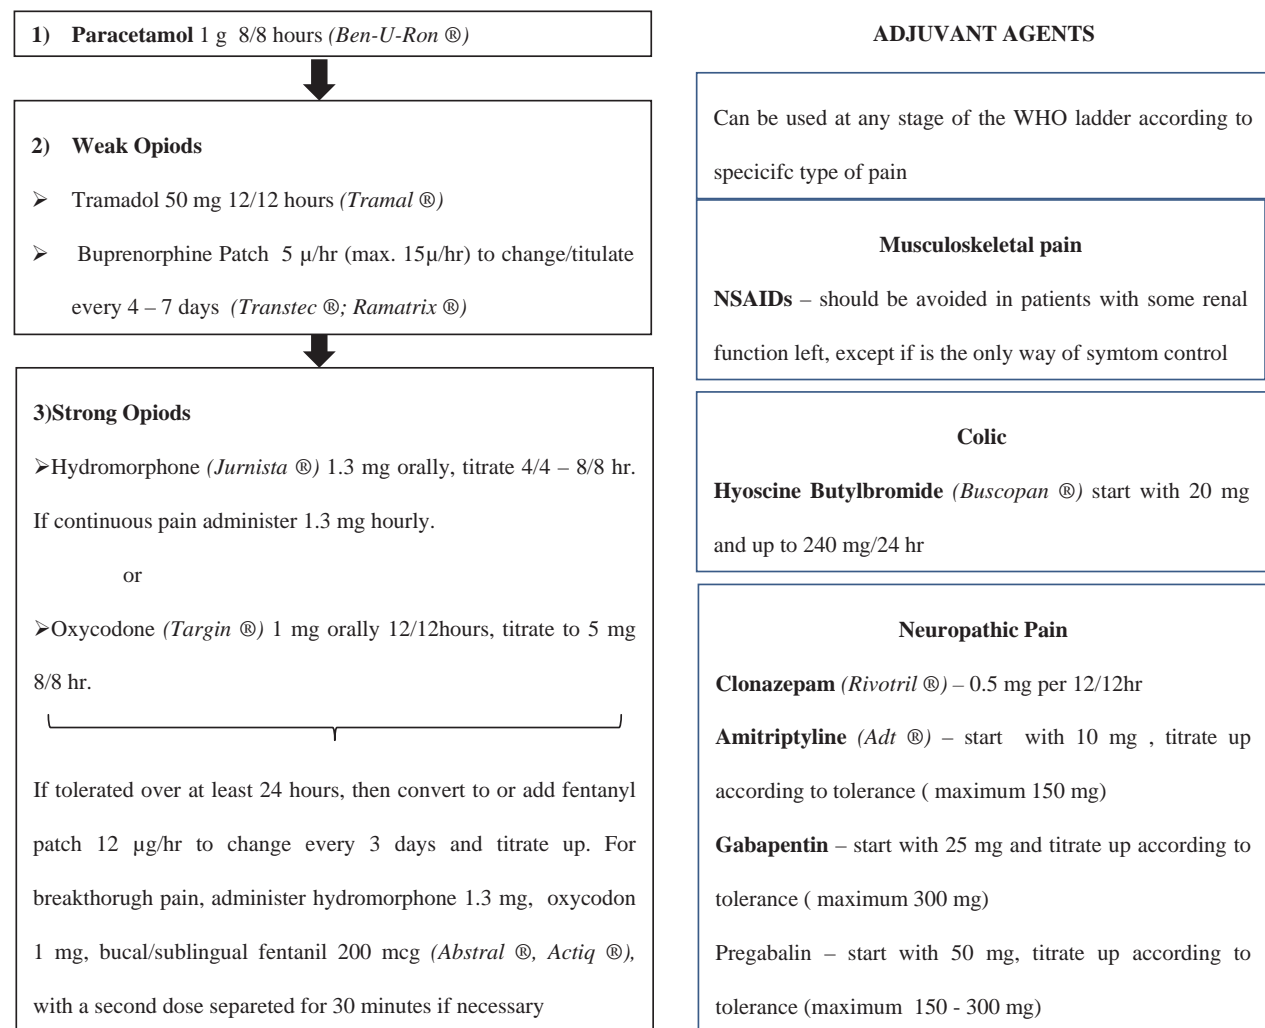 1) Paracetamol 1 g 8/8 hours (Ben-U-Ron ®)
2) Weak Opiods
➢ Tramadol 50 mg 12/12 hours (Tramal ®)
➢ Buprenorphine Patch 5 µ/hr (max. 15µ/hr) to change/titulate
every 4 – 7 days (Transtec ®; Ramatrix ®)
3)Strong Opiods
➢Hydromorphone (Jurnista ®) 1.3 mg orally, titrate 4/4 – 8/8 hr.
If continuous pain administer 1.3 mg hourly.
or
➢Oxycodone (Targin ®) 1 mg orally 12/12hours, titrate to 5 mg
8/8 hr.
If tolerated over at least 24 hours, then convert to or add fentanyl
patch 12 µg/hr to change every 3 days and titrate up. For
breakthorugh pain, administer hydromorphone 1.3 mg, oxycodon
1 mg, bucal/sublingual fentanil 200 mcg (Abstral ®, Actiq ®),
with a second dose separeted for 30 minutes if necessary
ADJUVANT AGENTS
Can be used at any stage of the WHO ladder according to
specicifc type of pain
Musculoskeletal pain
NSAIDs – should be avoided in patients with some renal
function left, except if is the only way of symtom control
Colic
Hyoscine Butylbromide (Buscopan ®) start with 20 mg
and up to 240 mg/24 hr
Neuropathic Pain
Clonazepam (Rivotril ®) – 0.5 mg per 12/12hr
Amitriptyline (Adt ®) – start with 10 mg , titrate up
according to tolerance ( maximum 150 mg)
Gabapentin – start with 25 mg and titrate up according to
tolerance ( maximum 300 mg)
Pregabalin – start with 50 mg, titrate up according to
tolerance (maximum 150 - 300 mg)